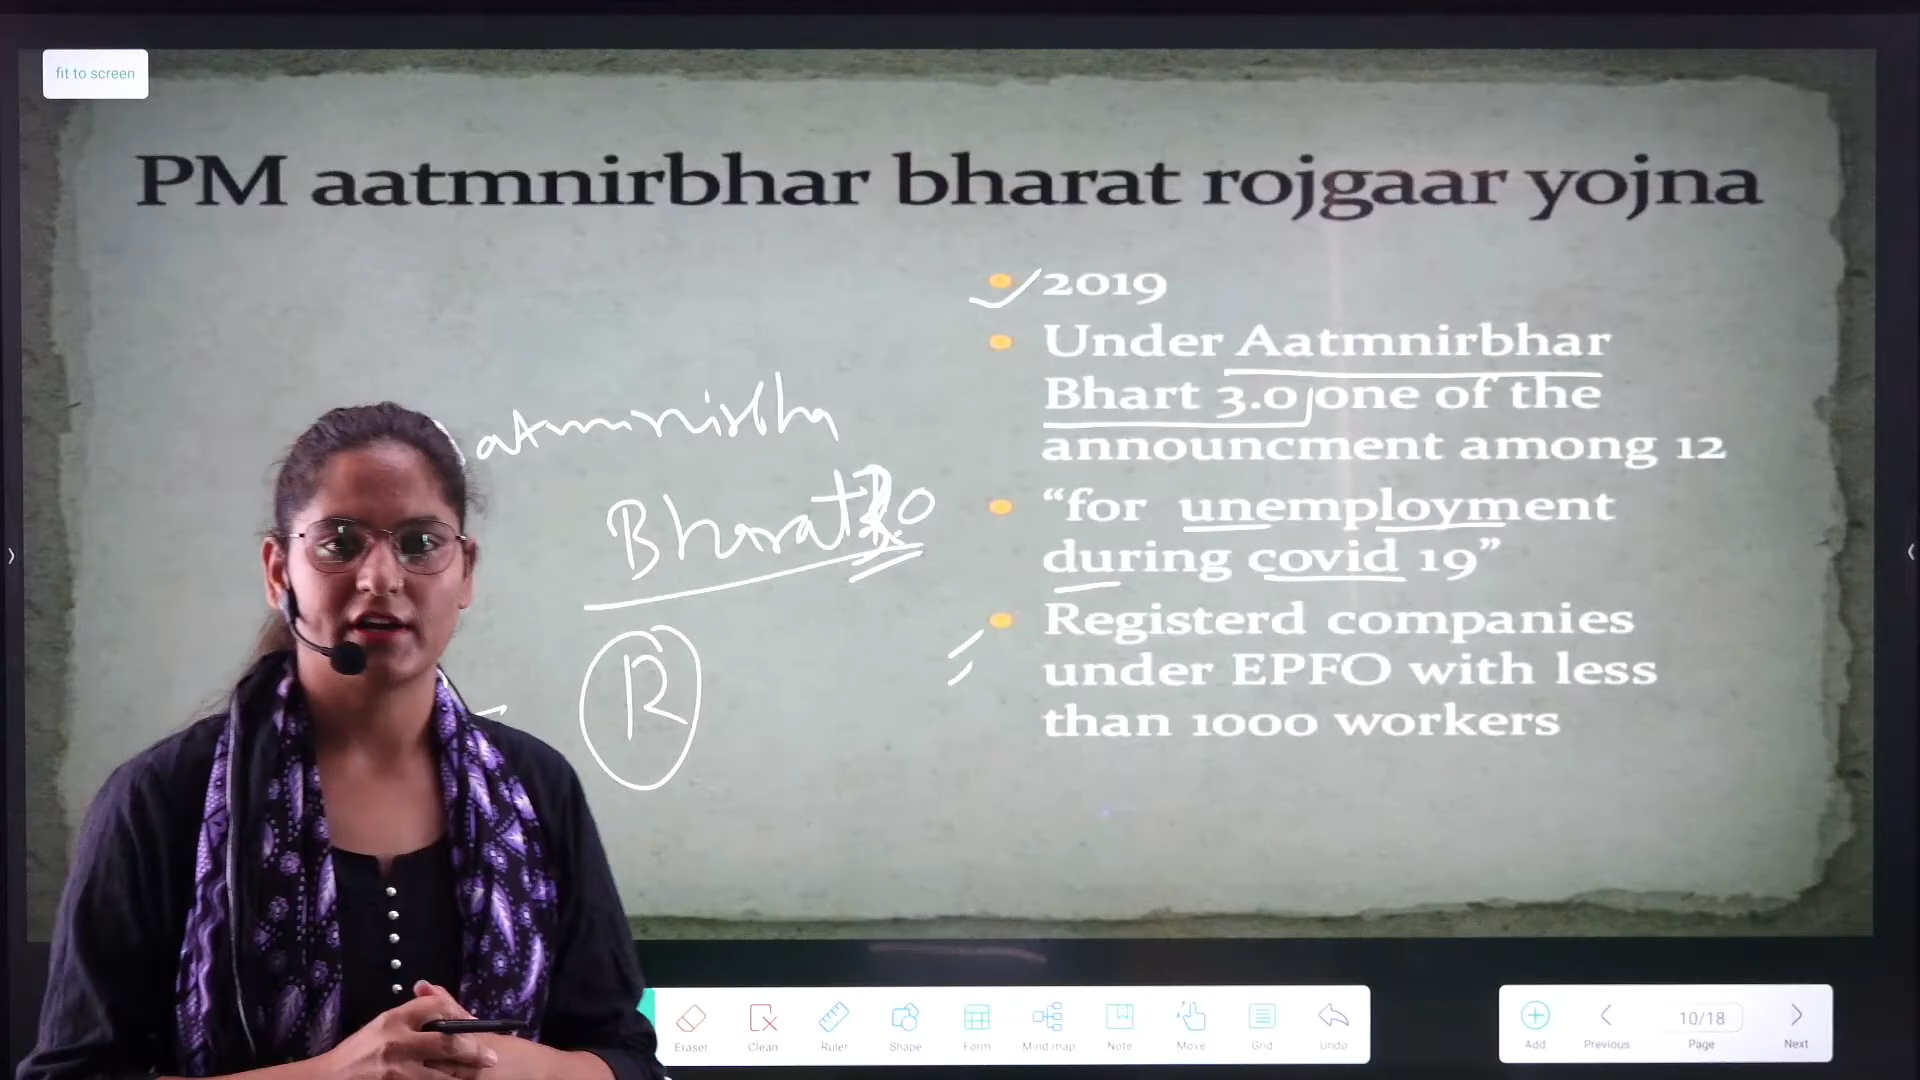 fit to screen
PM aatmnirbhar bharat rojgaar yojna
2019
Under Aatmnirbhar
Bhart 3.0 one of the
announcment among 12
“for unemployment
during covid 19”
Registerd companies
under EPFO with less
than 1000 workers
aatmnirbha
Bharat
R
Eraser Clean Ruler Shape Form Mind map Note Move Grid Undo
Add Previous 10/18 Page Next